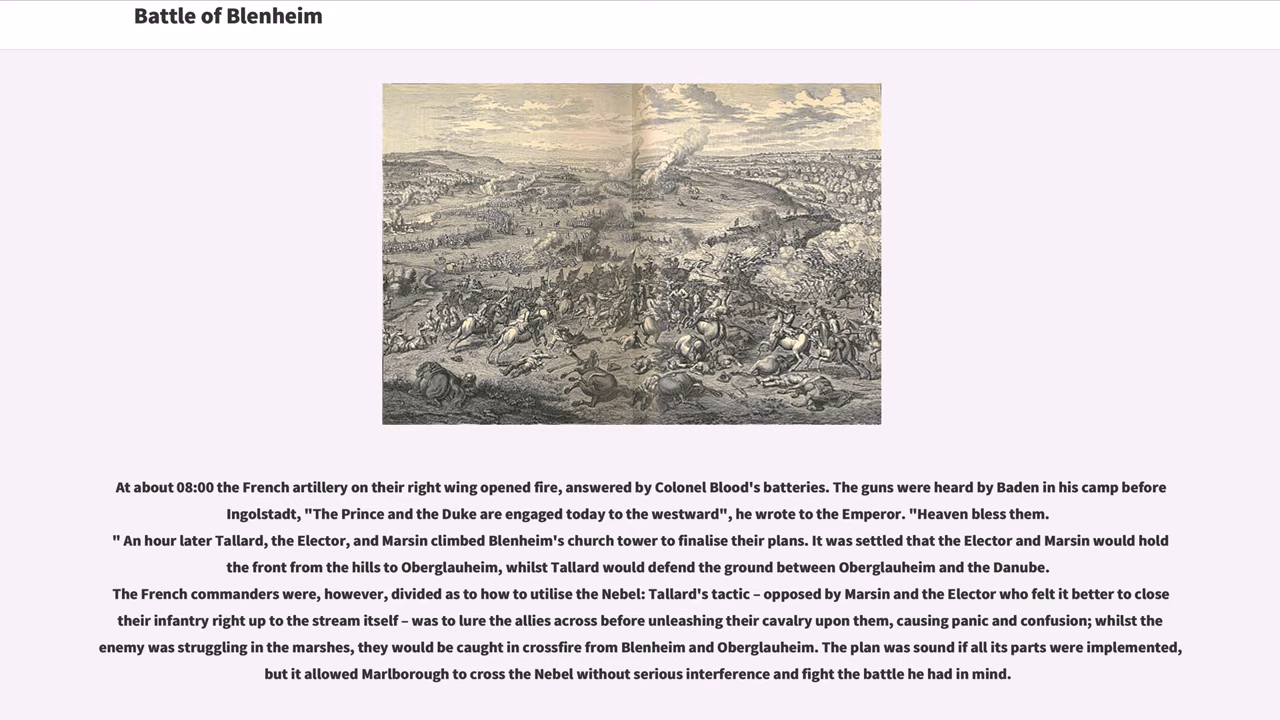 Battle of Blenheim
At about 08:00 the French artillery on their right wing opened fire, answered by Colonel Blood's batteries. The guns were heard by Baden in his camp before
Ingolstadt, "The Prince and the Duke are engaged today to the westward", he wrote to the Emperor. "Heaven bless them.
" An hour later Tallard, the Elector, and Marsin climbed Blenheim's church tower to finalise their plans. It was settled that the Elector and Marsin would hold
the front from the hills to Oberglauheim, whilst Tallard would defend the ground between Oberglauheim and the Danube.
The French commanders were, however, divided as to how to utilise the Nebel: Tallard's tactic – opposed by Marsin and the Elector who felt it better to close
their infantry right up to the stream itself – was to lure the allies across before unleashing their cavalry upon them, causing panic and confusion; whilst the
enemy was struggling in the marshes, they would be caught in crossfire from Blenheim and Oberglauheim. The plan was sound if all its parts were implemented,
but it allowed Marlborough to cross the Nebel without serious interference and fight the battle he had in mind.